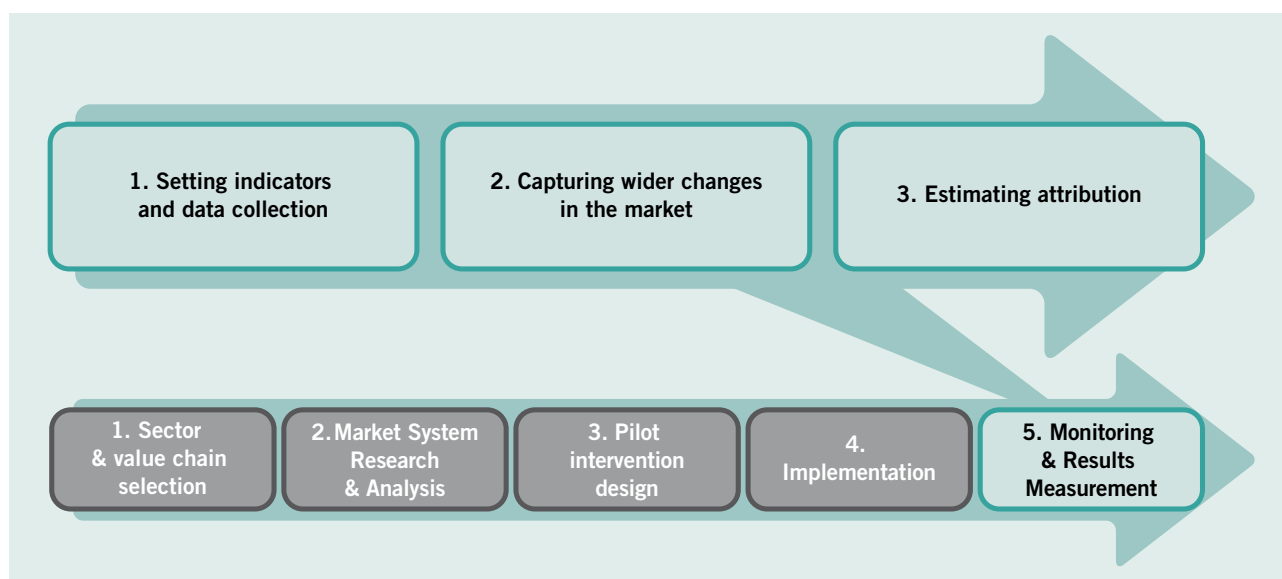 1. Setting indicators
and data collection
2. Capturing wider changes
in the market
3. Estimating attribution
1. Sector
& value chain
selection
2. Market System
Research
& Analysis
3. Pilot
intervention
design
4.
Implementation
5. Monitoring
& Results
Measurement